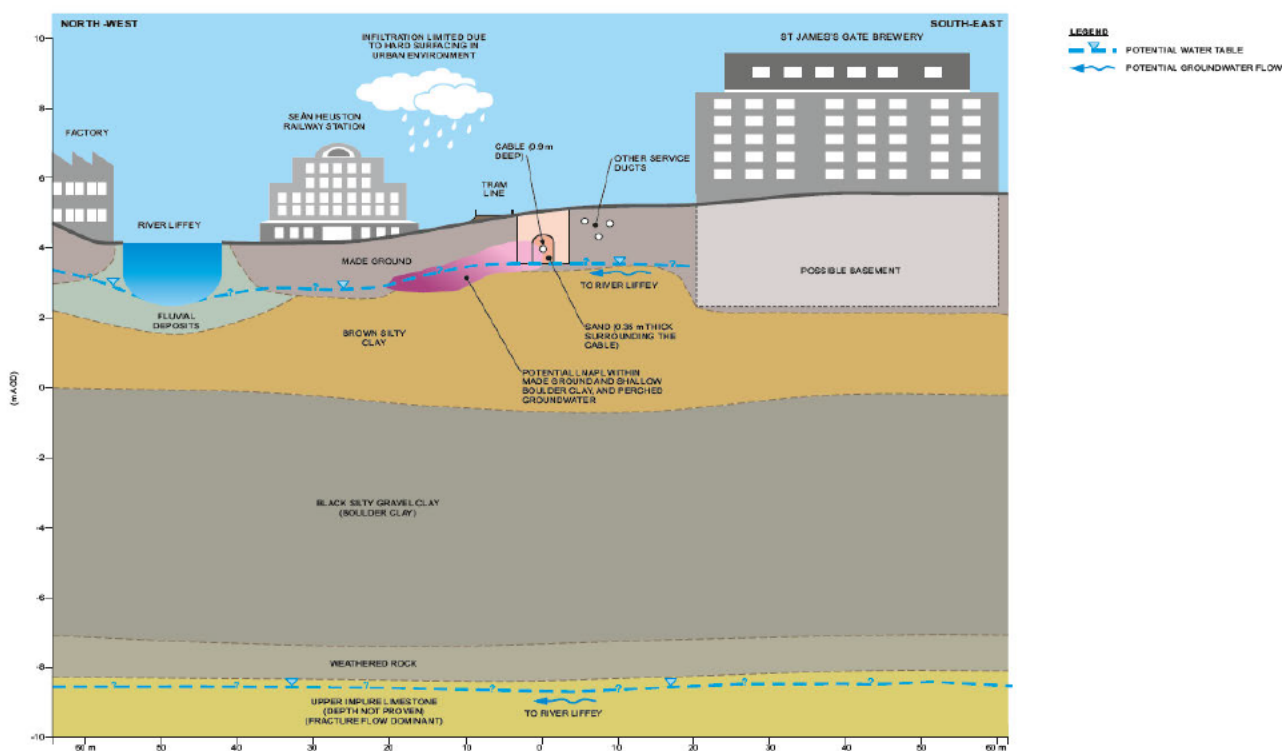 NORTH-WEST
SOUTH-EAST
INFILTRATION LIMITED DUE
TO HARD SURFACING IN
URBAN ENVIRONMENT
ST JAMES'S GATE BREWERY
LEGEND
POTENTIAL WATER TABLE
POTENTIAL GROUNDWATER FLOW
FACTORY
SEÁN HEUSTON
RAILWAY STATION
CABLE (0.9 m
DEEP)
OTHER SERVICE
DUCTS
TRAM
LINE
RIVER LIFFEY
MADE GROUND
POSSIBLE BASEMENT
TO RIVER LIFFEY
FLUVIAL
DEPOSITS
BROWN SILTY
CLAY
SAND (0.35 m THICK
SURROUNDING THE
CABLE)
POTENTIAL LNAPL WITHIN
MADE GROUND AND SHALLOW
BOULDER CLAY, AND PERCHED
GROUNDWATER
BLACK SILTY GRAVEL CLAY
(BOULDER CLAY)
WEATHERED ROCK
UPPER IMPURE LIMESTONE
(DEPTH NOT PROVEN)
(FRACTURE FLOW DOMINANT)
TO RIVER LIFFEY
(mAOD)
10
8
6
4
2
0
-2
-4
-6
-8
-10
60 m
50
40
30
20
10
0
10
20
30
40
50
60 m